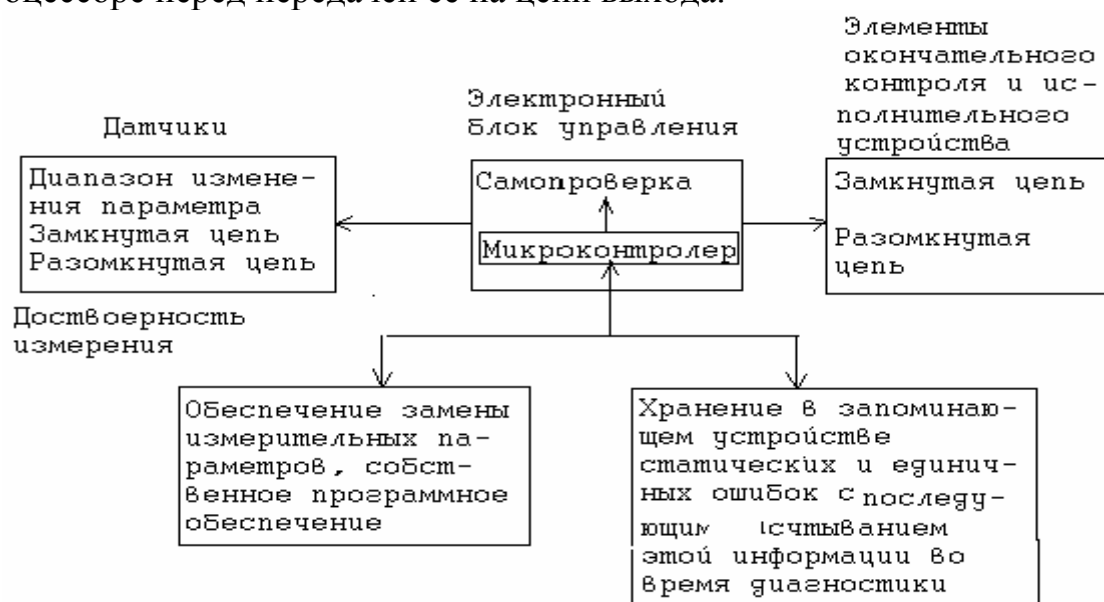 перед передачей ее на цепи выхода.
Элементы
окончательного
контроля и ис-
полнительного
устройства
Электронный
блок управления
Датчики
Диапазон измене-
ния параметра
Замкнутая цепь
Разомкнутая цепь
Самопроверка
Микроконтролер
Замкнутая цепь
Разомкнутая
цепь
Доствоерность
измерения
Обеспечение замены
измерительных па-
раметров, собст-
венное программное
обеспечение
Хранение в запоминаю-
щем устройстве
статических и единич-
ных ошибок с последу-
ющим
этой информации во
время диагностики